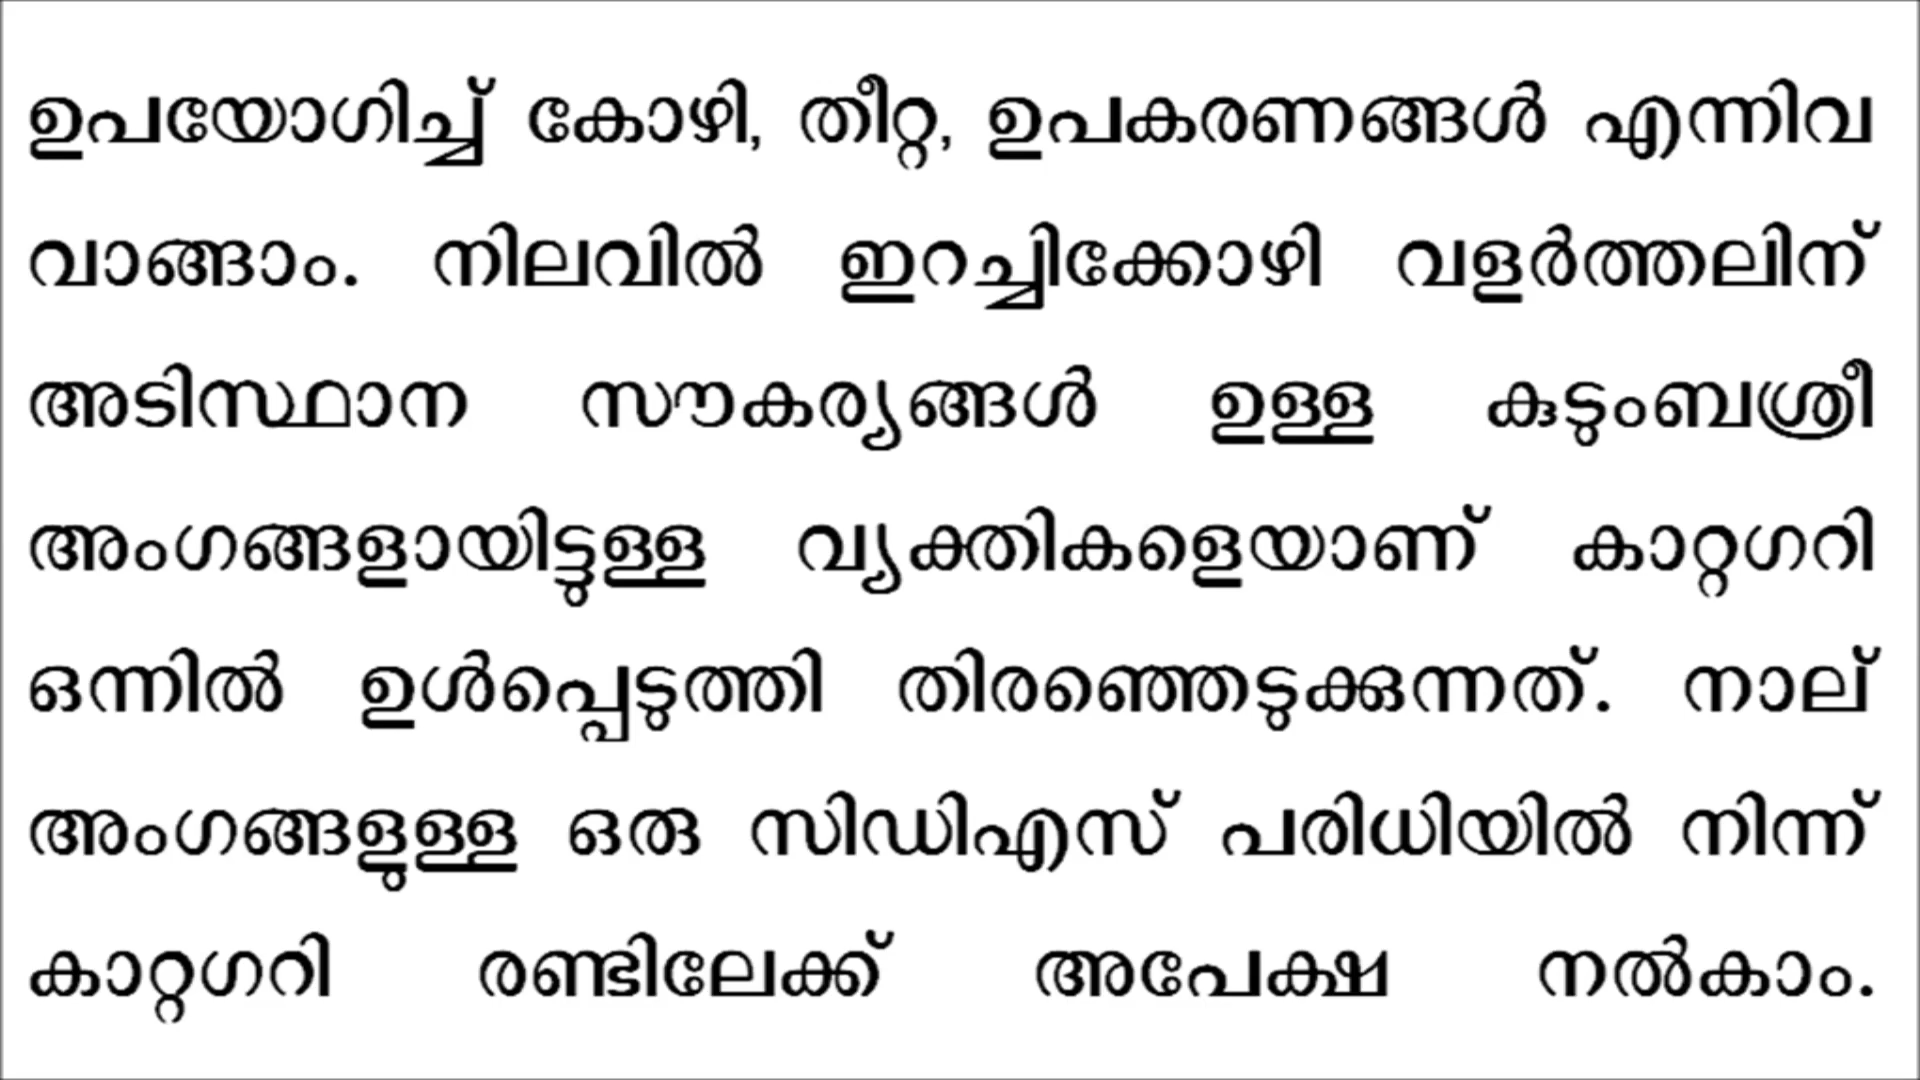 ഉപയോഗിച്ച് കോഴി, തീറ്റ, ഉപകരണങ്ങൾ എന്നിവ
വാങ്ങാം. നിലവിൽ ഇറച്ചിക്കോഴി വളർത്തലിന്
അടിസ്ഥാന സൗകര്യങ്ങൾ ഉള്ള കുടുംബശ്രീ
അംഗങ്ങളായിട്ടുള്ള വ്യക്തികളെയാണ് കാറ്റഗറി
ഒന്നിൽ ഉൾപ്പെടുത്തി തിരഞ്ഞെടുക്കുന്നത്. നാല്
അംഗങ്ങളുള്ള ഒരു സിഡിഎസ് പരിധിയിൽ നിന്ന്
കാറ്റഗറി രണ്ടിലേക്ക് അപേക്ഷ നൽകാം.